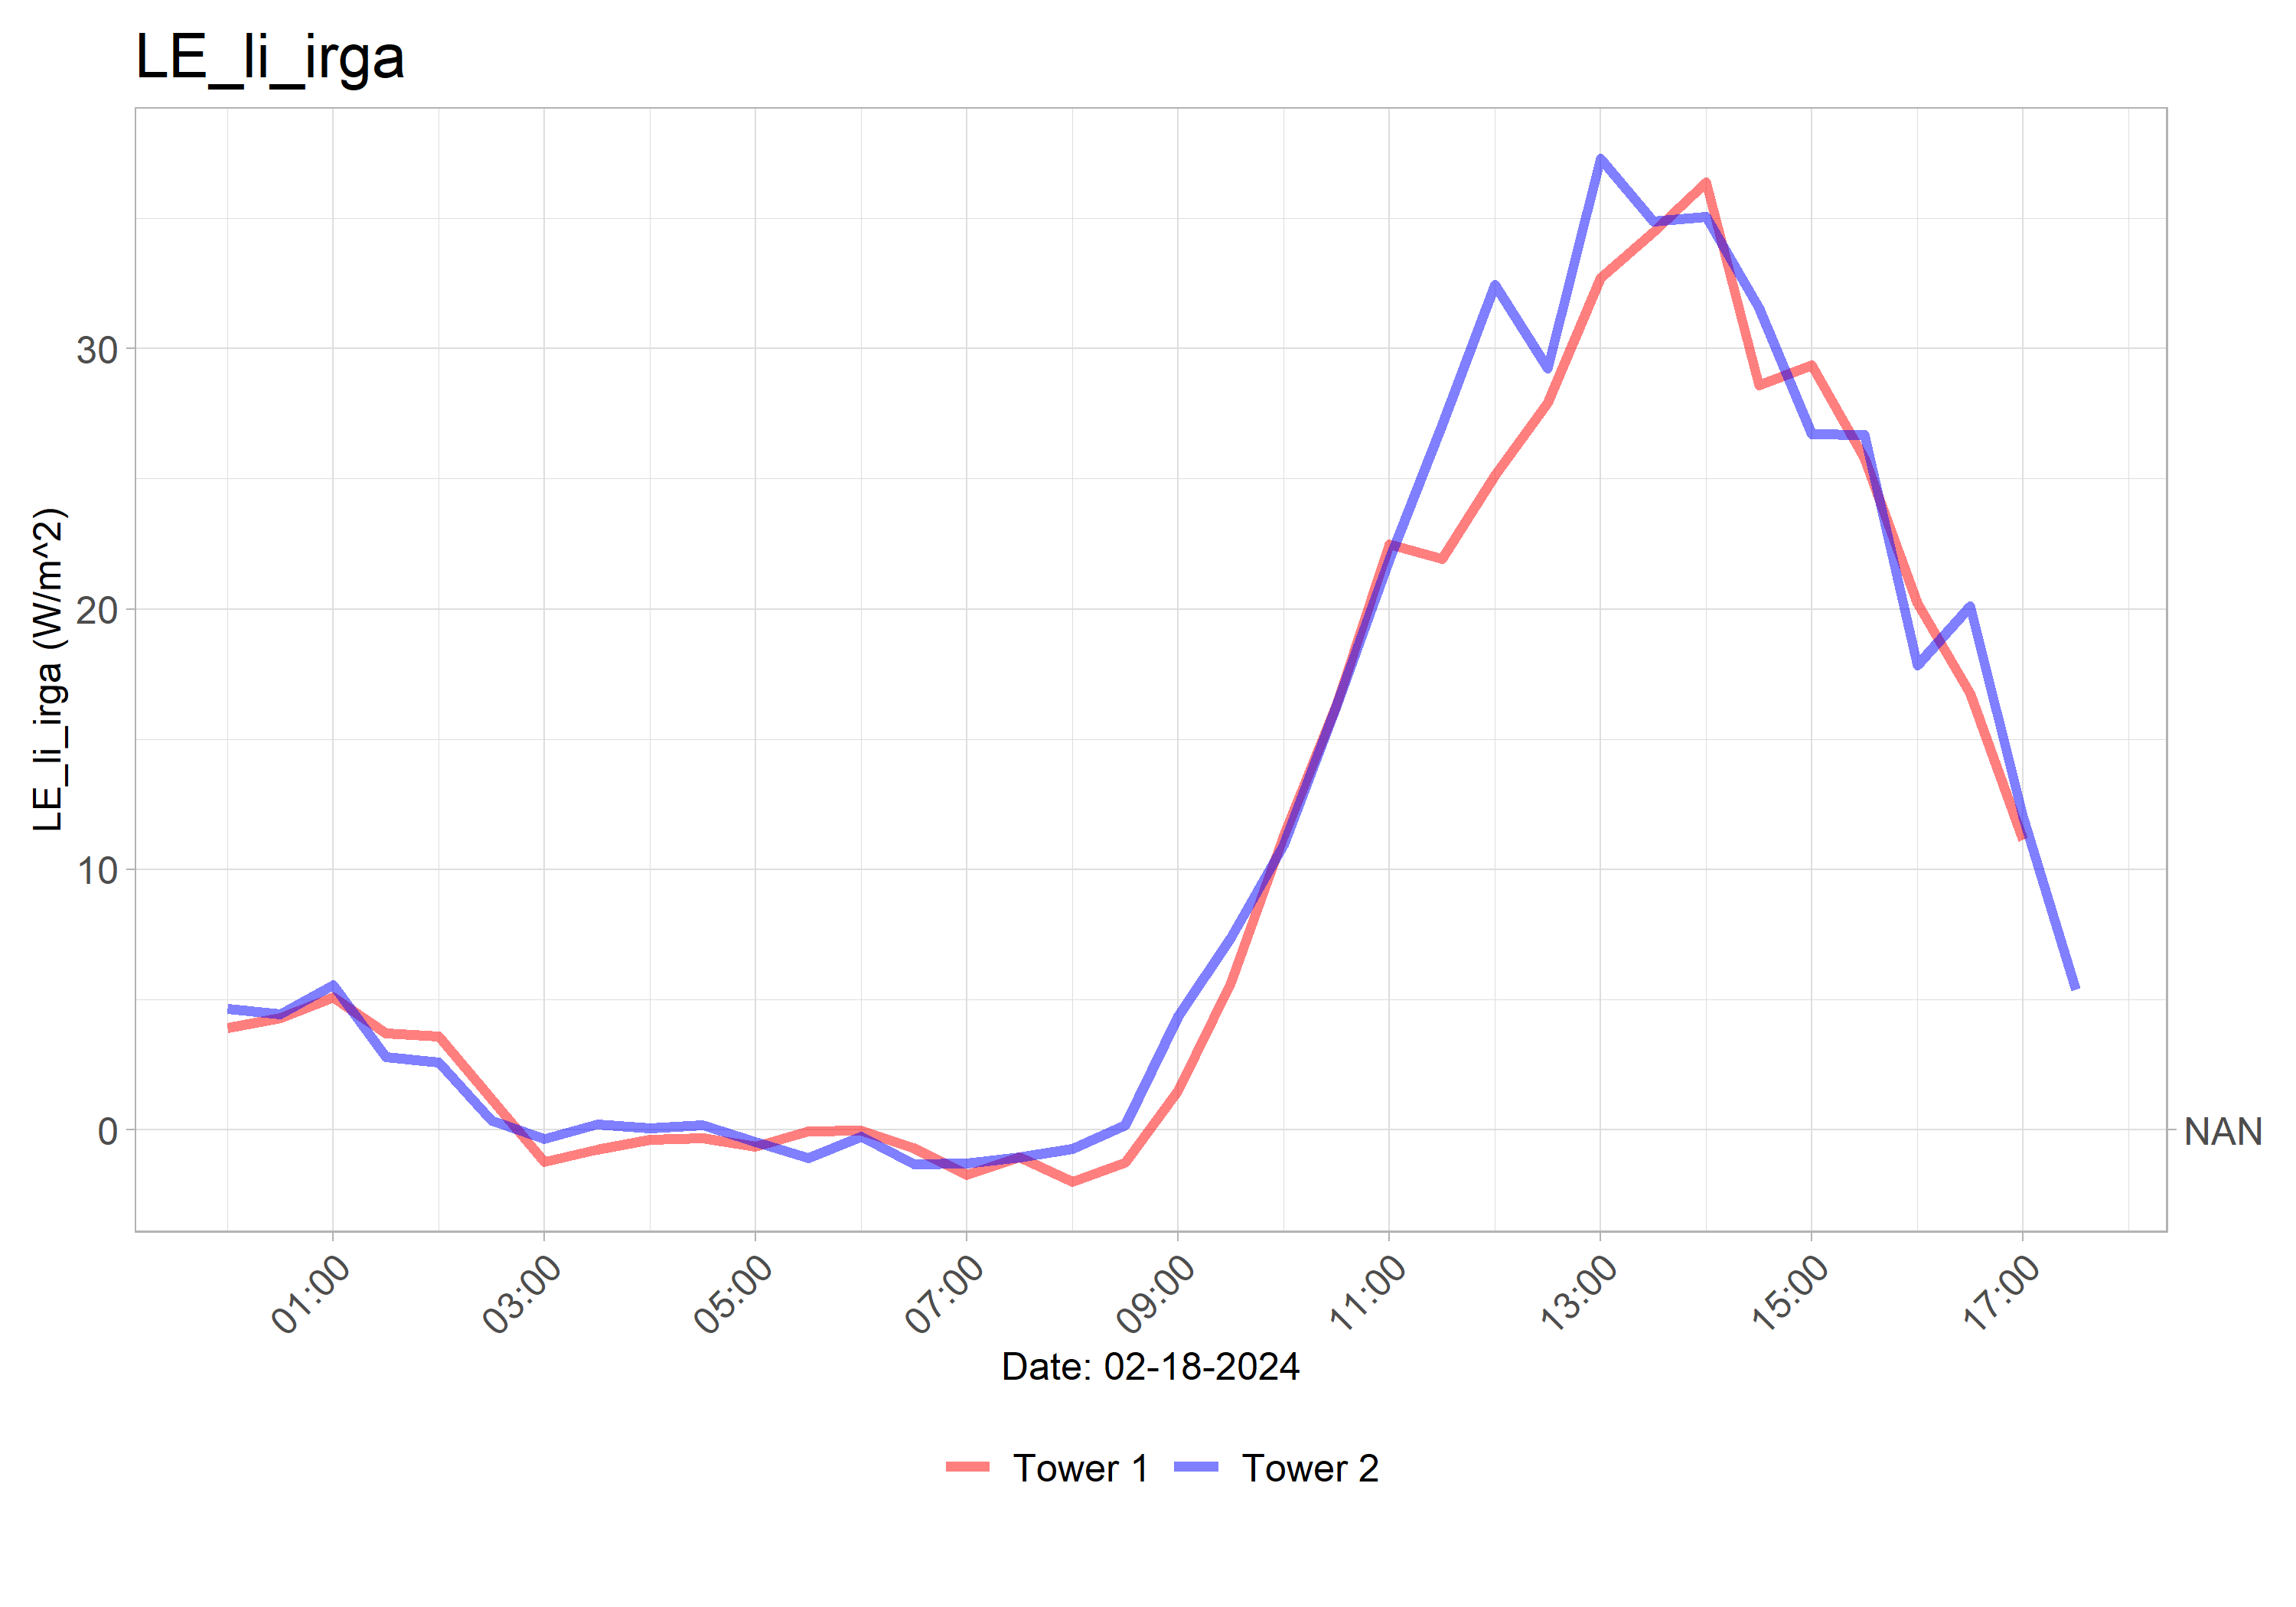 LE_li_irga
LE_li_irga (W/m^2)
30
20
10
0
NAN
01:00 03:00 05:00 07:00 09:00 11:00 13:00 15:00 17:00
Date: 02-18-2024
Tower 1 Tower 2